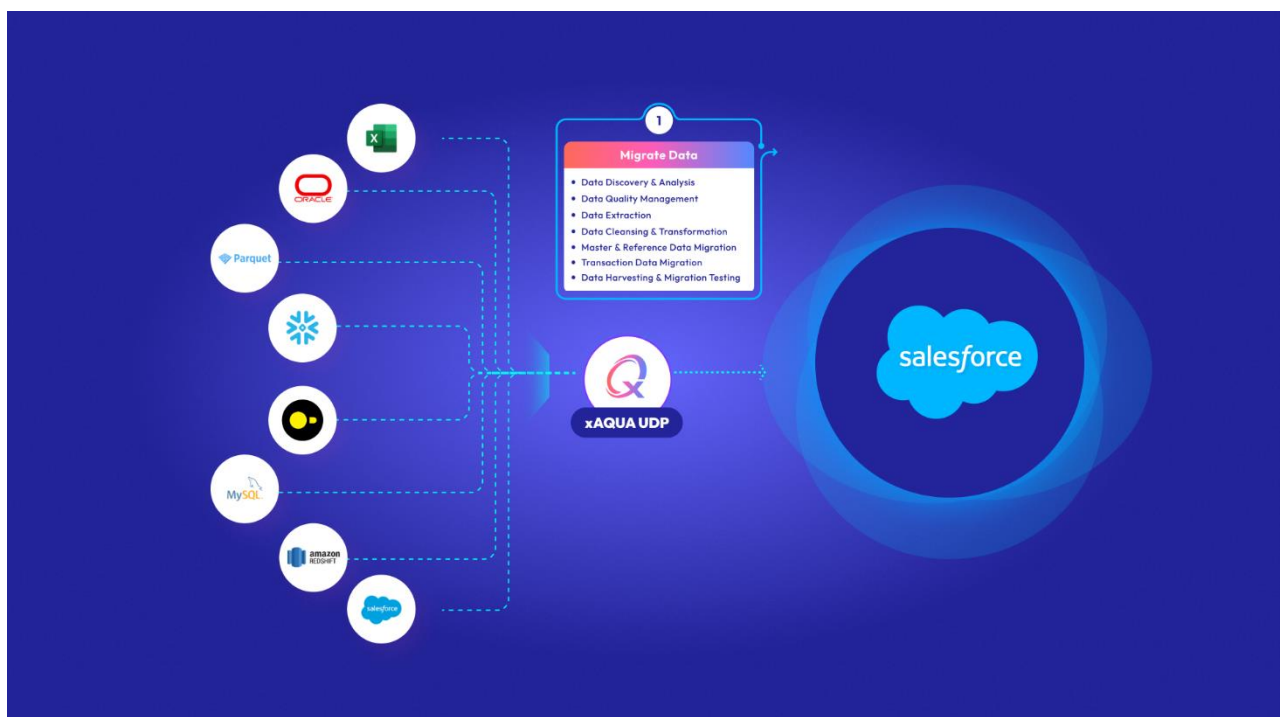 X
ORACLE
Parquet
MySQL
amazon
REDSHIFT
salesforce
1
Migrate Data
• Data Discovery & Analysis
• Data Quality Management
• Data Extraction
• Data Cleansing & Transformation
• Master & Reference Data Migration
• Transaction Data Migration
• Data Harvesting & Migration Testing
xAQUA UDP
salesforce